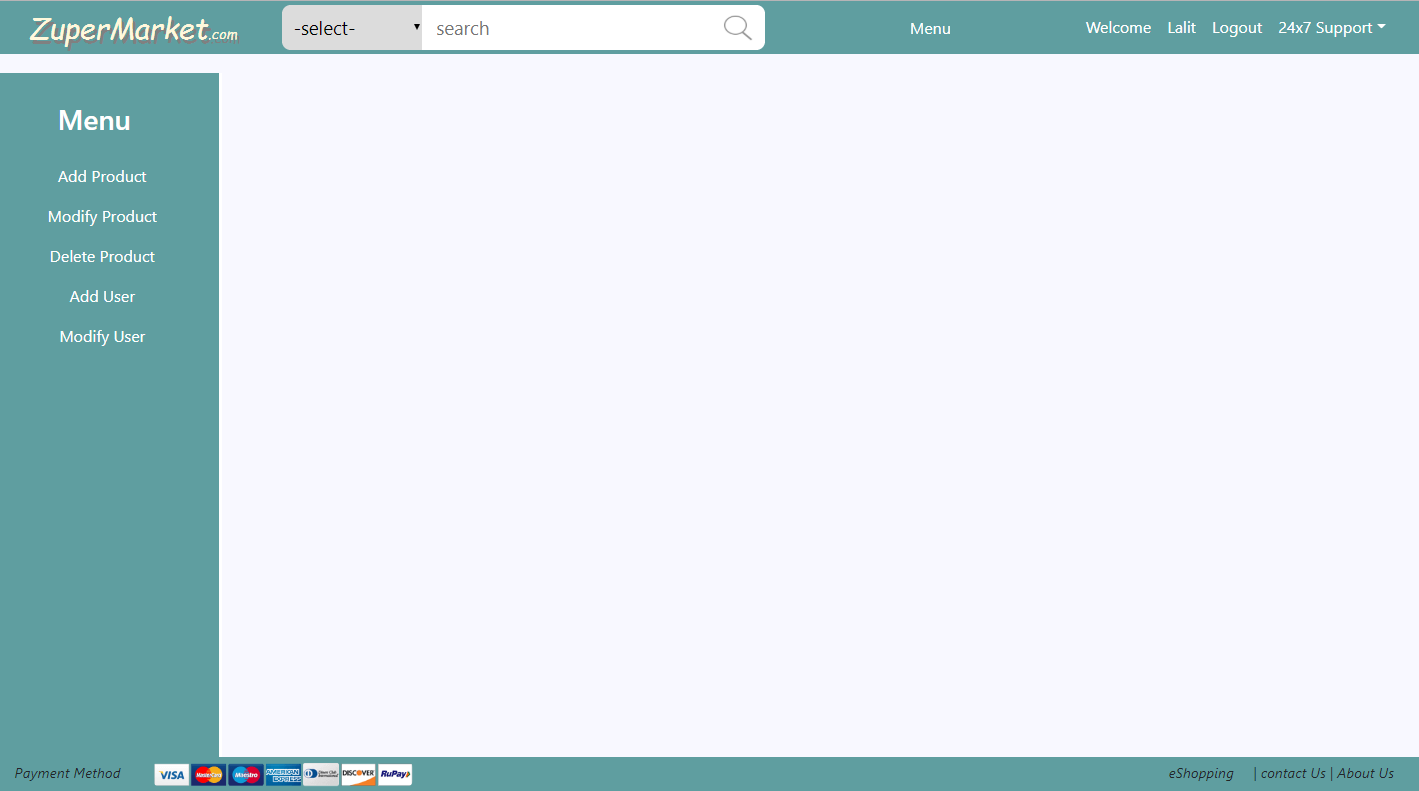 ZuperMarket.com -select- search Menu Welcome Lalit Logout 24x7 Support
Menu
Add Product
Modify Product
Delete Product
Add User
Modify User
Payment Method VISA MasterCard Maestro AMERICAN EXPRESS Diners Club International DISCOVER RuPay eShopping | contact Us | About Us